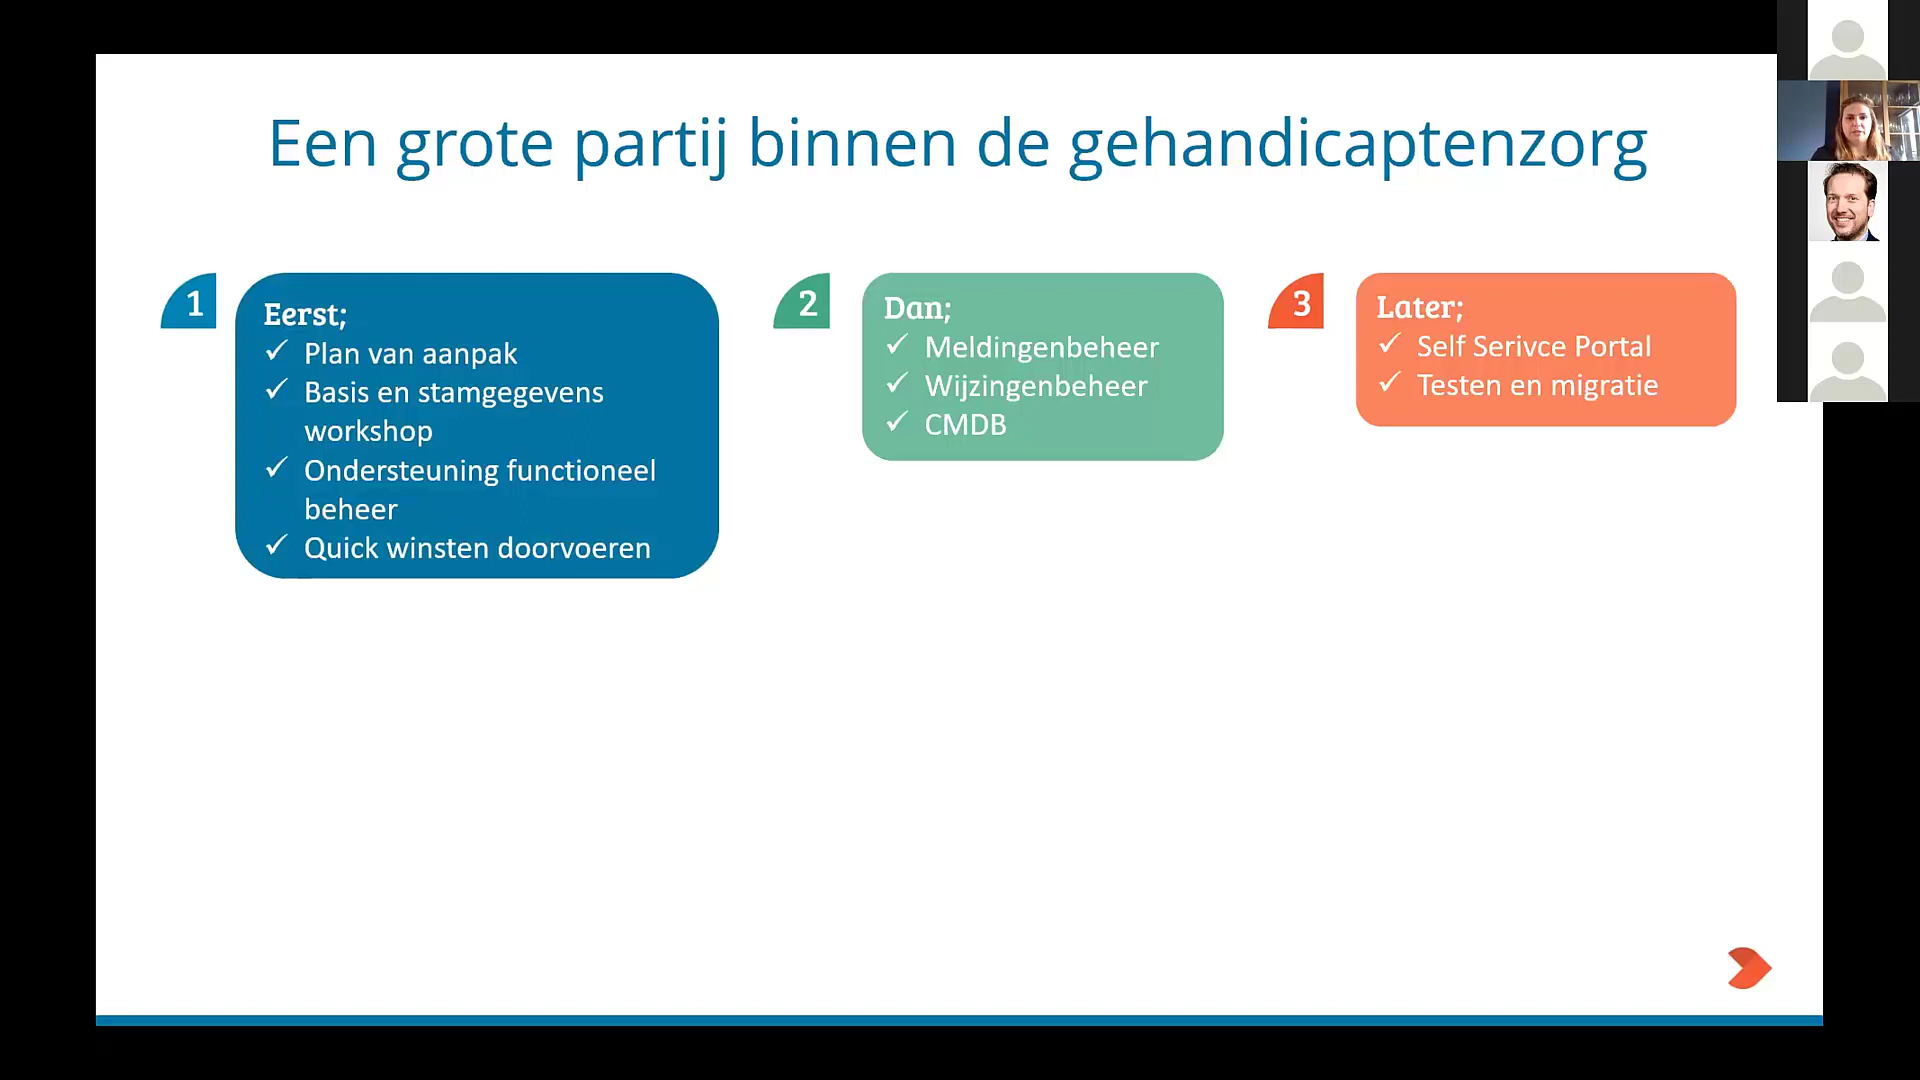 Een grote partij binnen de gehandicaptenzorg
1
Eerst;
✓ Plan van aanpak
✓ Basis en stamgegevens
workshop
✓ Ondersteuning functioneel
beheer
✓ Quick winsten doorvoeren
2
Dan;
✓ Meldingenbeheer
✓ Wijzingenbeheer
✓ CMDB
3
Later;
✓ Self Serivce Portal
✓ Testen en migratie